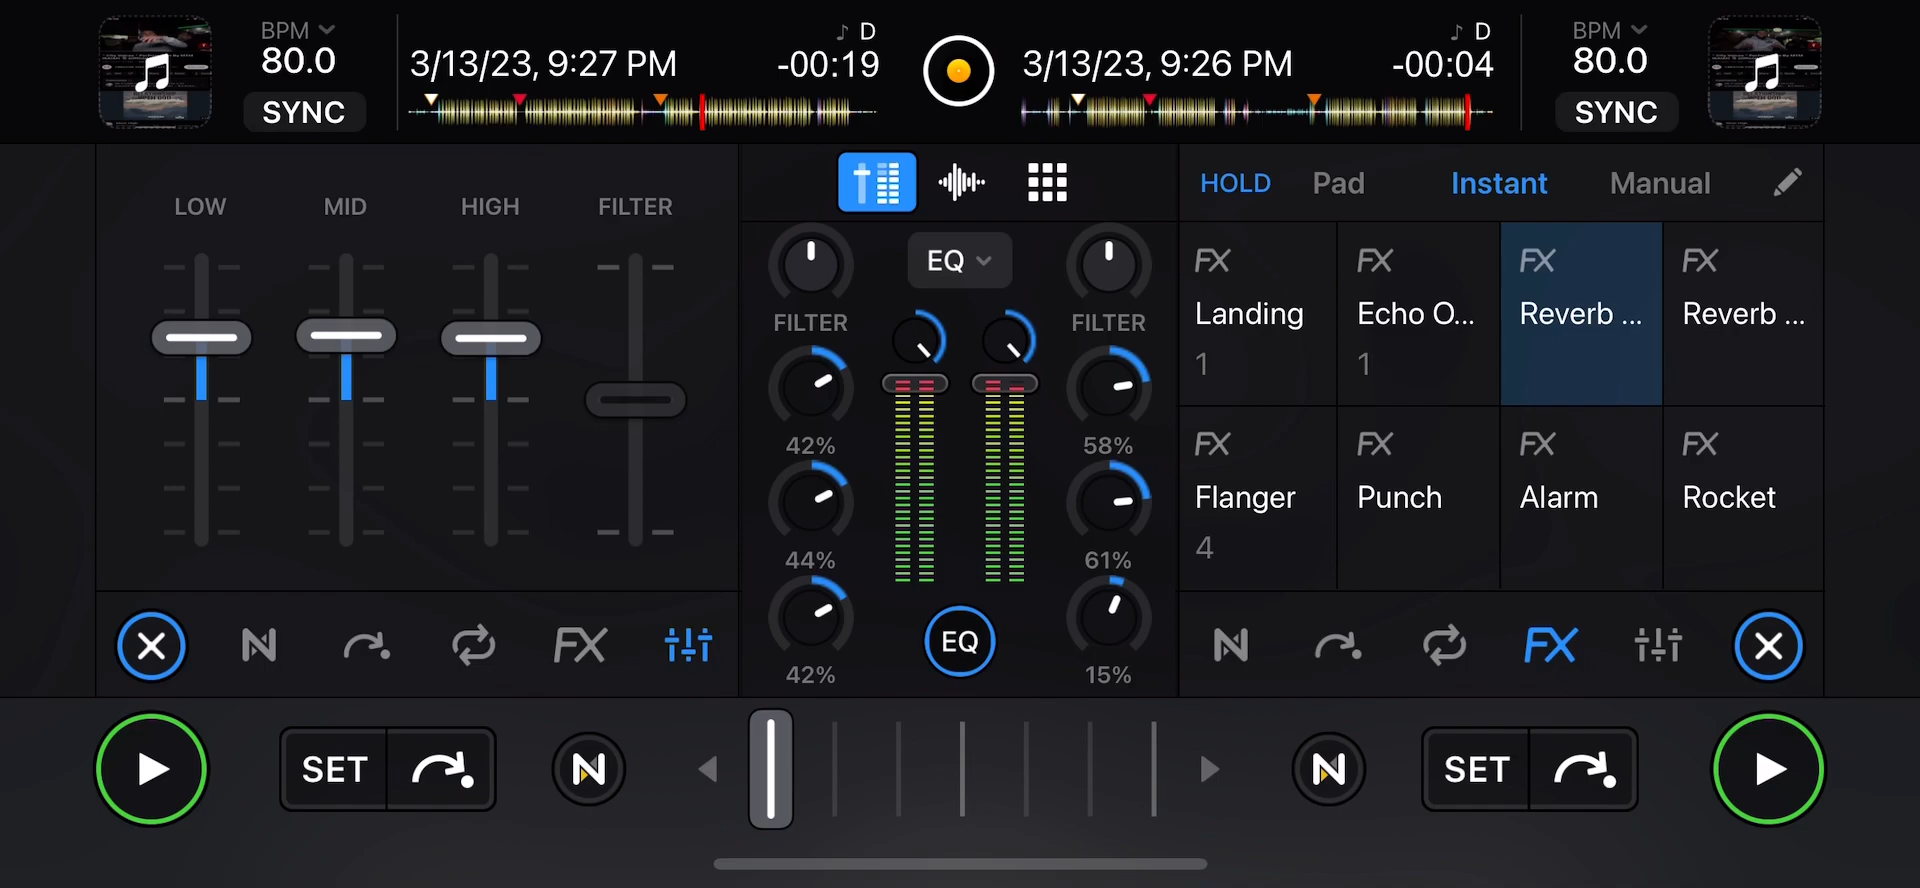 BPM
80.0
SYNC
3/13/23, 9:27 PM
D
-00:19
3/13/23, 9:26 PM
D
-00:04
BPM
80.0
SYNC
LOW MID HIGH FILTER
HOLD Pad Instant Manual
EQ
FILTER FILTER
42% 58%
44% 61%
42% 15%
EQ
FX FX FX FX
Landing Echo O... Reverb ... Reverb ...
1 1
FX FX FX FX
Flanger Punch Alarm Rocket
4
N FX
N FX
SET N
N SET